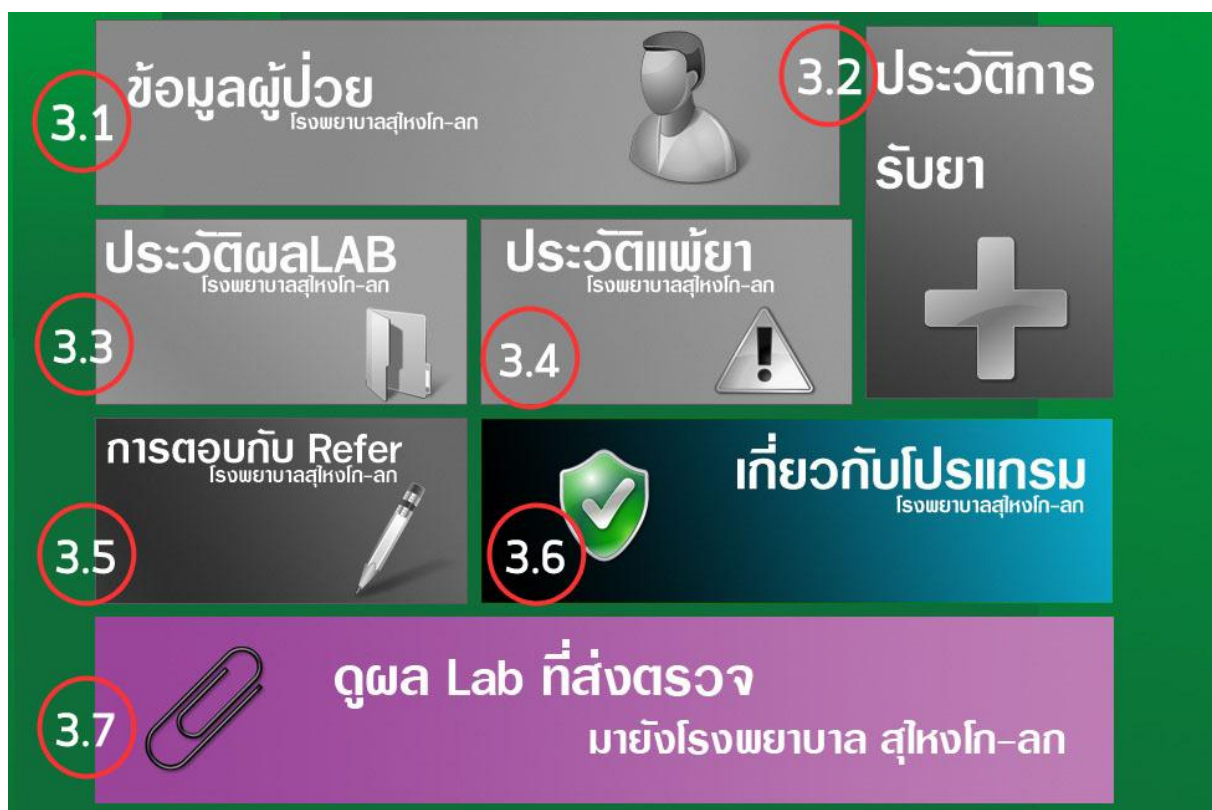 3.1
ข้อมูลผู้ป่วย
โรงพยาบาลสุไหงโก-ลก
3.2
ประวัติการ
รับยา
ประวัติผลLAB
โรงพยาบาลสุไหงโก-ลก
3.3
ประวัติแพ้ยา
โรงพยาบาลสุไหงโก-ลก
3.4
การตอบกับ Refer
โรงพยาบาลสุไหงโก-ลก
3.5
เกี่ยวกับโปรแกรม
โรงพยาบาลสุไหงโก-ลก
3.6
ดูผล Lab ที่ส่งตรวจ
มายังโรงพยาบาล สุไหงโก-ลก
3.7